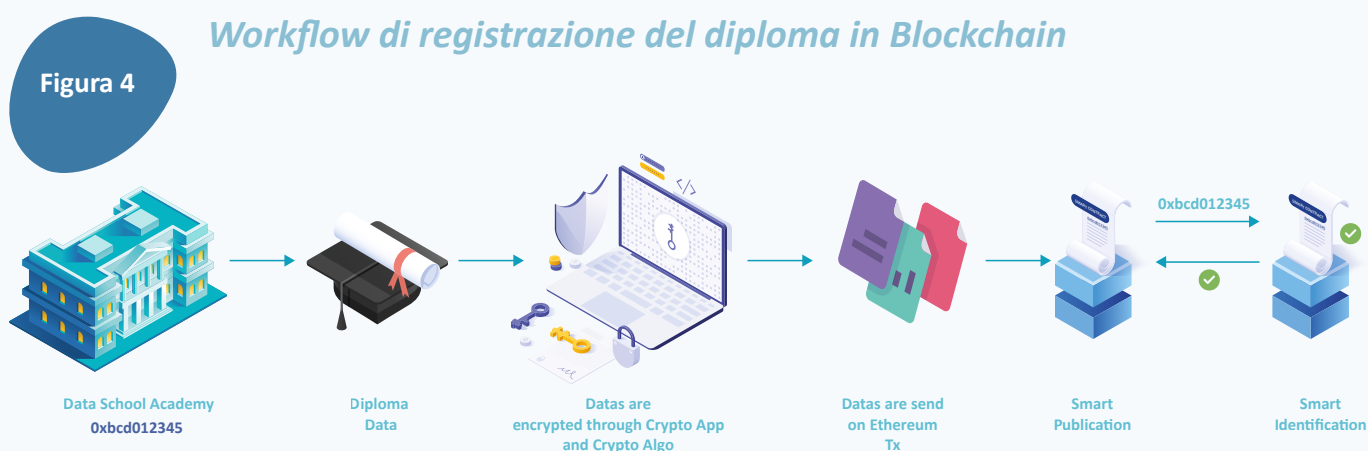 Workflow di registrazione del diploma in Blockchain
Figura 4
0xbcd012345
Data School Academy
0xbcd012345
Diploma
Data
Datas are
encrypted through Crypto App
and Crypto Algo
Datas are send
on Ethereum
Tx
Smart
Publication
Smart
Identification